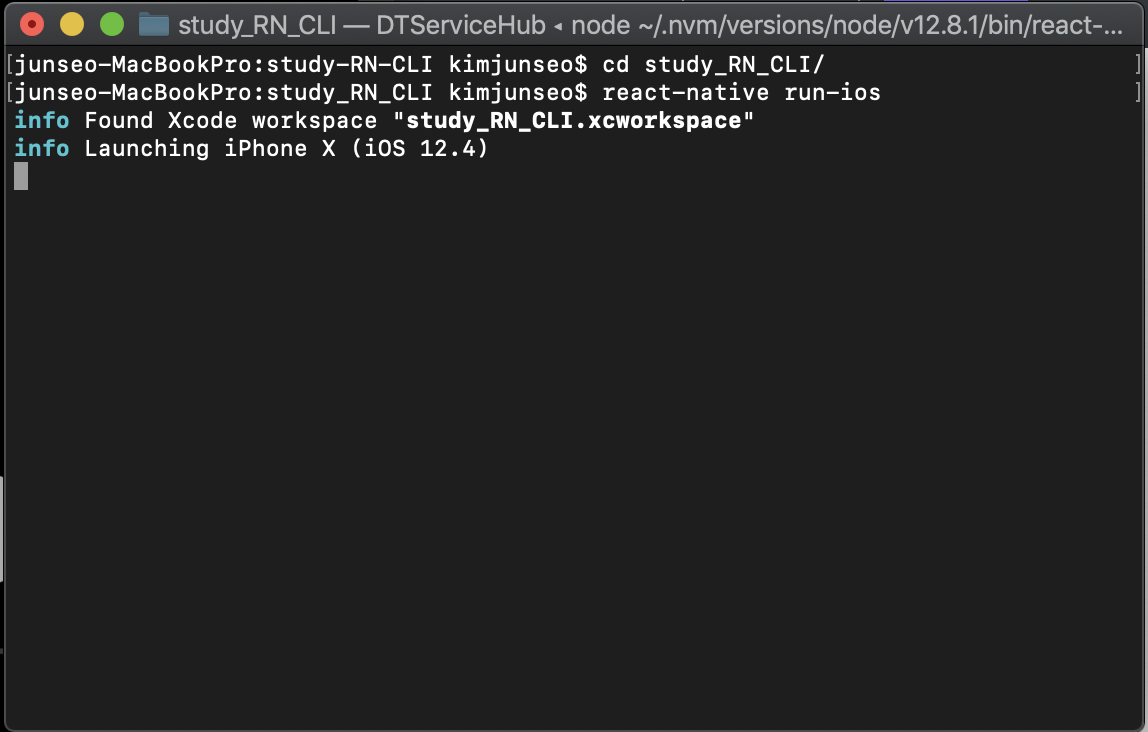 study_RN_CLI — DTServiceHub ◂ node ~/.nvm/versions/node/v12.8.1/bin/react-...
[junseo-MacBookPro:study-RN-CLI kimjunseo$ cd study_RN_CLI/ ]
[junseo-MacBookPro:study_RN_CLI kimjunseo$ react-native run-ios ]
info Found Xcode workspace "study_RN_CLI.xcworkspace"
info Launching iPhone X (iOS 12.4)